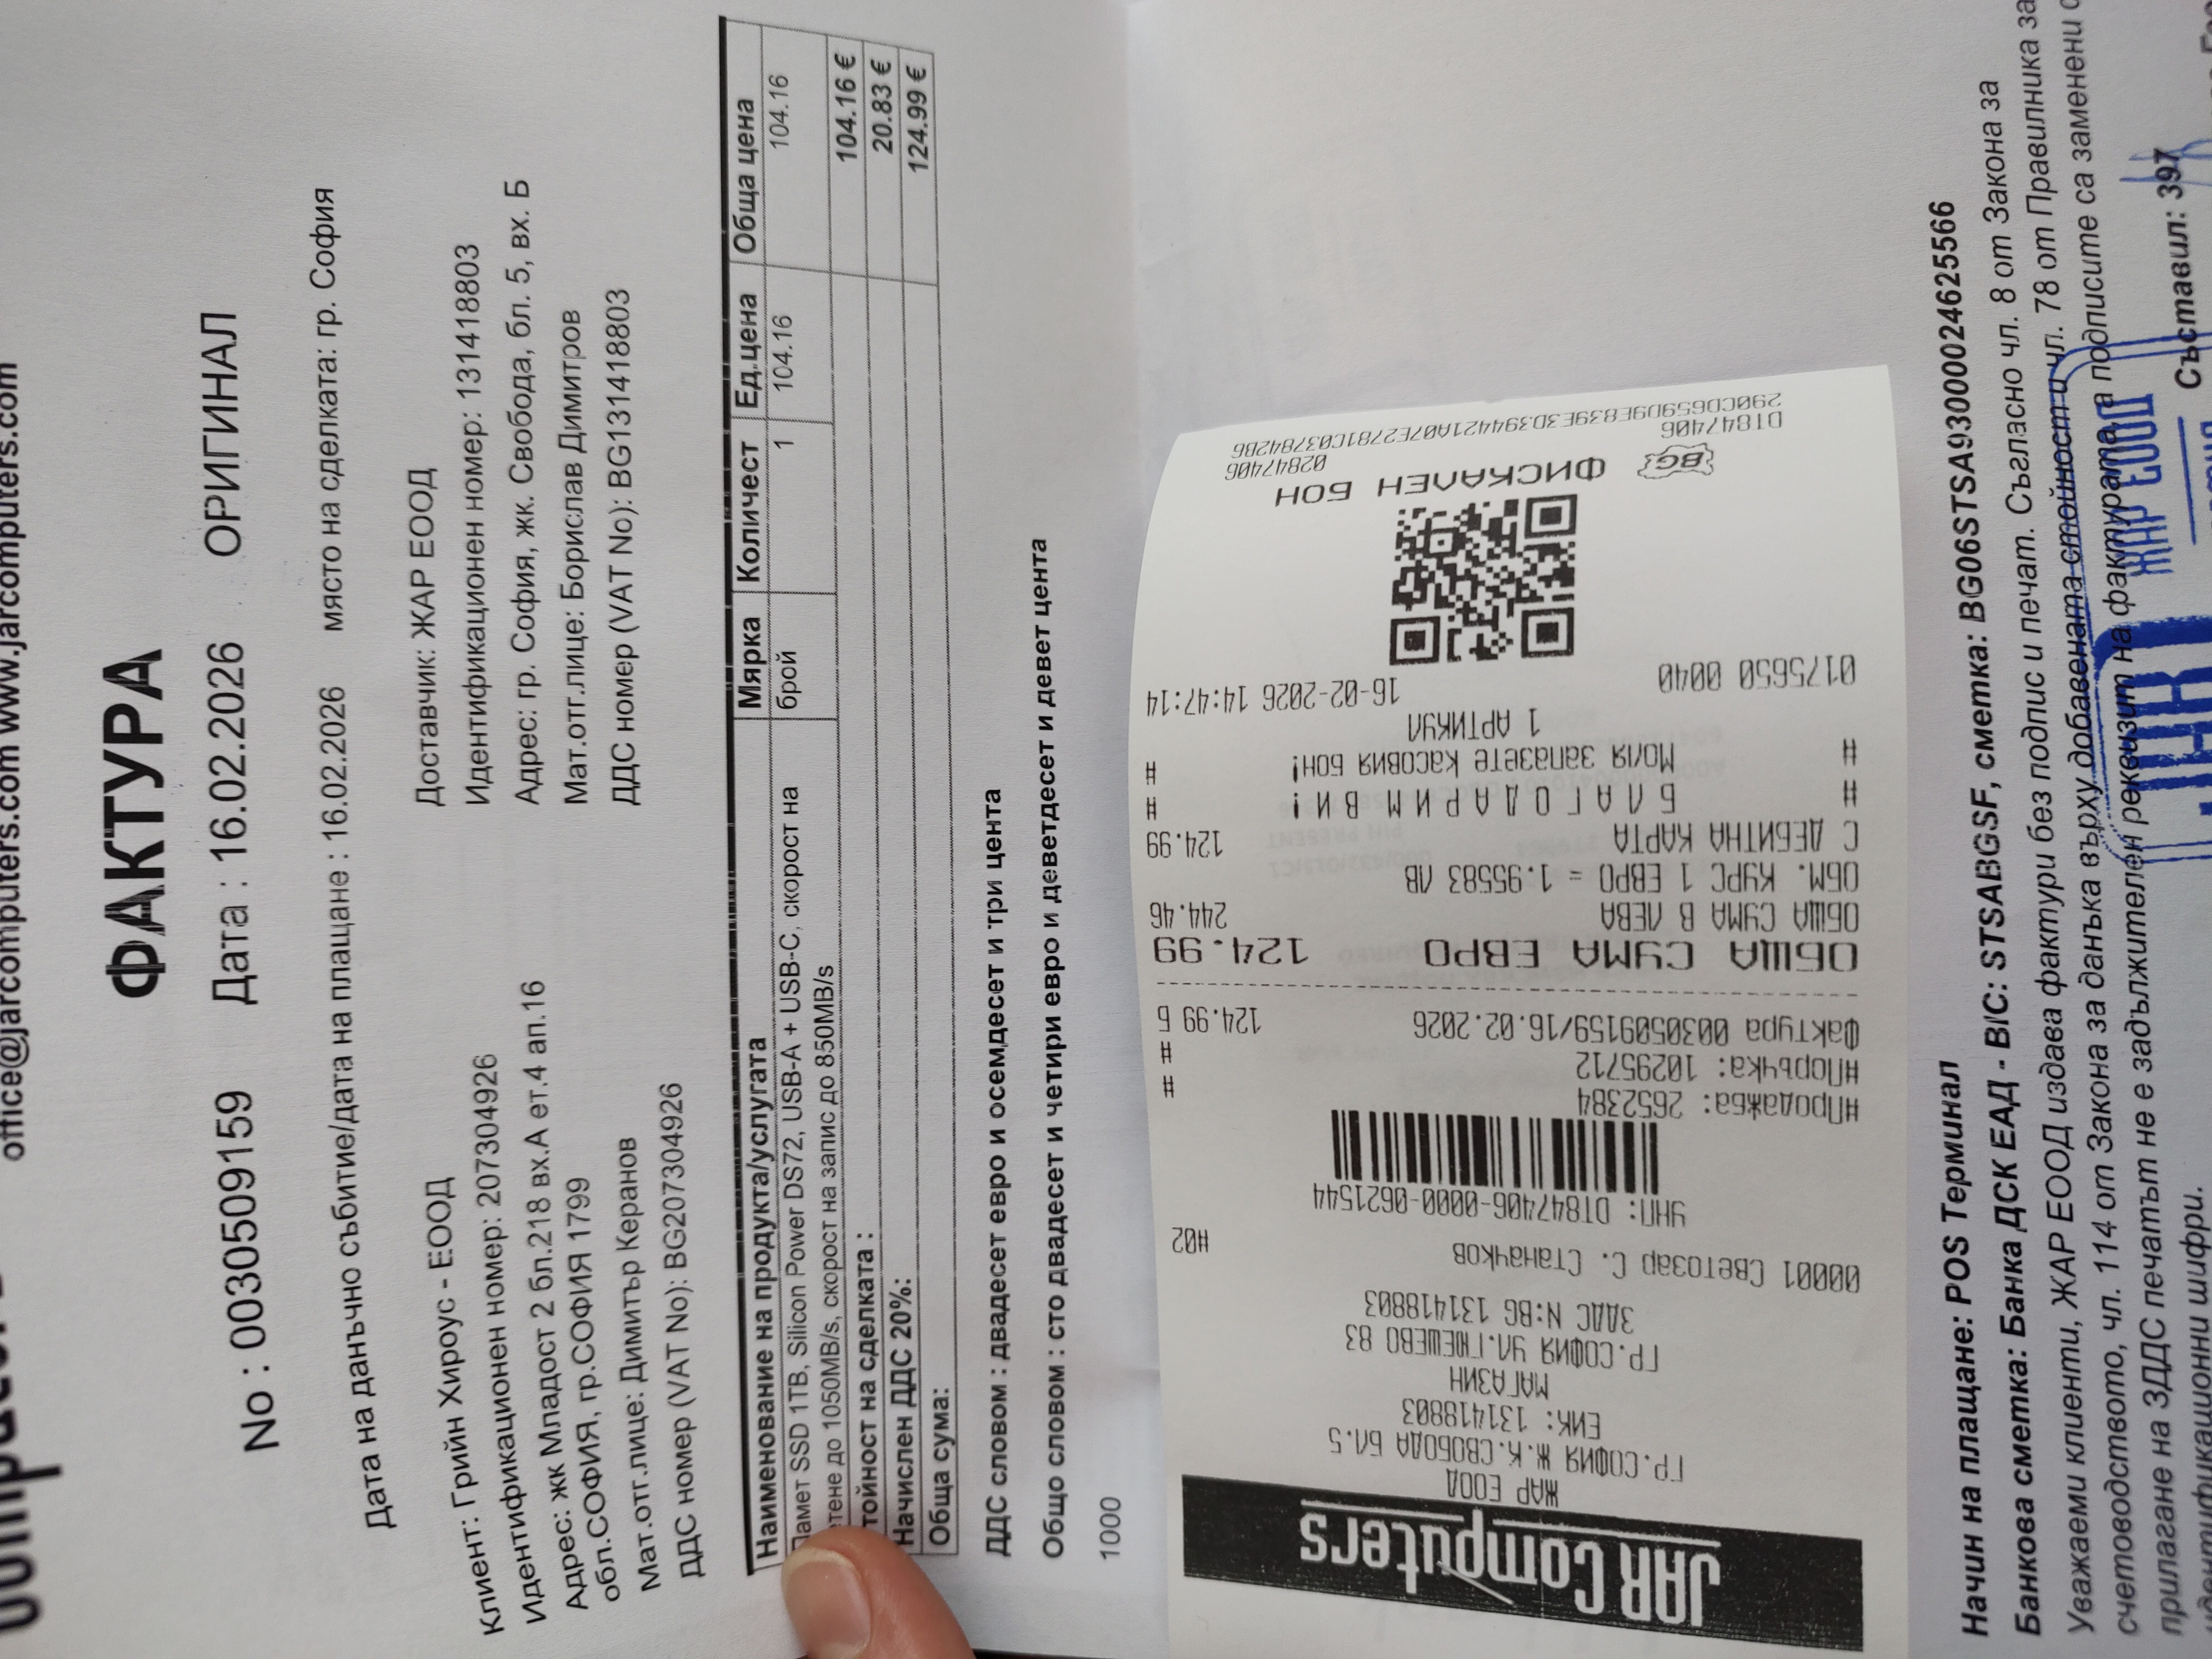 office@jarcomputers.com www.jarcomputers.com
ФАКТУРА
No : 0030509159 Дата : 16.02.2026 ОРИГИНАЛ
Дата на данъчно събитие/дата на плащане : 16.02.2026 място на сделката: гр. София
Клиент: Грийн Хироус - ЕООД
Идентификационен номер: 207304926
Адрес: жк Младост 2 бл.218 вх.А ет.4 ап.16
обл.СОФИЯ, гр.СОФИЯ 1799
Мат.отг.лице: Димитър Керанов
ДДС номер (VAT No): BG207304926
Доставчик: ЖАР ЕООД
Идентификационен номер: 131418803
Адрес: гр. София, жк. Свобода, бл. 5, вх. Б
Мат.отг.лице: Борислав Димитров
ДДС номер (VAT No): BG131418803
Наименование на продукта/услугата Мярка Количест Ед.цена Обща цена
Памет SSD 1TB, Silicon Power DS72, USB-A + USB-C, скорост на брой 1 104.16 104.16
етене до 1050MB/s, скорост на запис до 850MB/s
тойност на сделката : 104.16 €
Начислен ДДС 20%: 20.83 €
Обща сума: 124.99 €
ДДС словом : двадесет евро и осемдесет и три цента
Общо словом : сто двадесет и четири евро и деветдесет и девет цента
1000
JAR Computers
ЖАР ЕООД
ГР.СОФИЯ Ж.К.СВОБОДА БЛ.5
ЕИК: 131418803
МАГАЗИН
ГР.СОФИЯ УЛ.ГЮЕШЕВО 83
ЗДДС N:BG 131418803
00001 Светозар С. Станачков #02
УНП: DT847406-0000-0621544
#Продажба: 2652384 #
#Поръчка: 10295712 #
Фактура 0030509159/16.02.2026 124.99 Б
ОБЩА СУМА ЕВРО 124.99
ОБЩА СУМА В ЛЕВА 244.46
ОБМ. КУРС 1 ЕВРО = 1.95583 ЛВ
С ДЕБИТНА КАРТА 124.99
# Б Л А Г О Д А Р И М В И ! #
# Моля запазете касовия бон! #
1 АРТИКУЛ
0175650 0040 16-02-2026 14:47:14
ФИСКАЛЕН БОН
BG
DT847406 02847406
290CD659D9E839E3D394421A07E2781C037842B6
Начин на плащане: POS Терминал
Банкова сметка: Банка ДСК ЕАД - BIC: STSABGSF, сметка: BG06STSA93000024625566
Уважаеми клиенти, ЖАР ЕООД издава фактури без подпис и печат. Съгласно чл. 8 от Закона за
счетоводството, чл. 114 от Закона за данъка върху добавената стойност и чл. 78 от Правилника за
прилагане на ЗДДС печатът не е задължителен реквизит на фактурата, а подписите са заменени с
идентификационни шифри.
Съставил: 397
ЖАР ЕООД